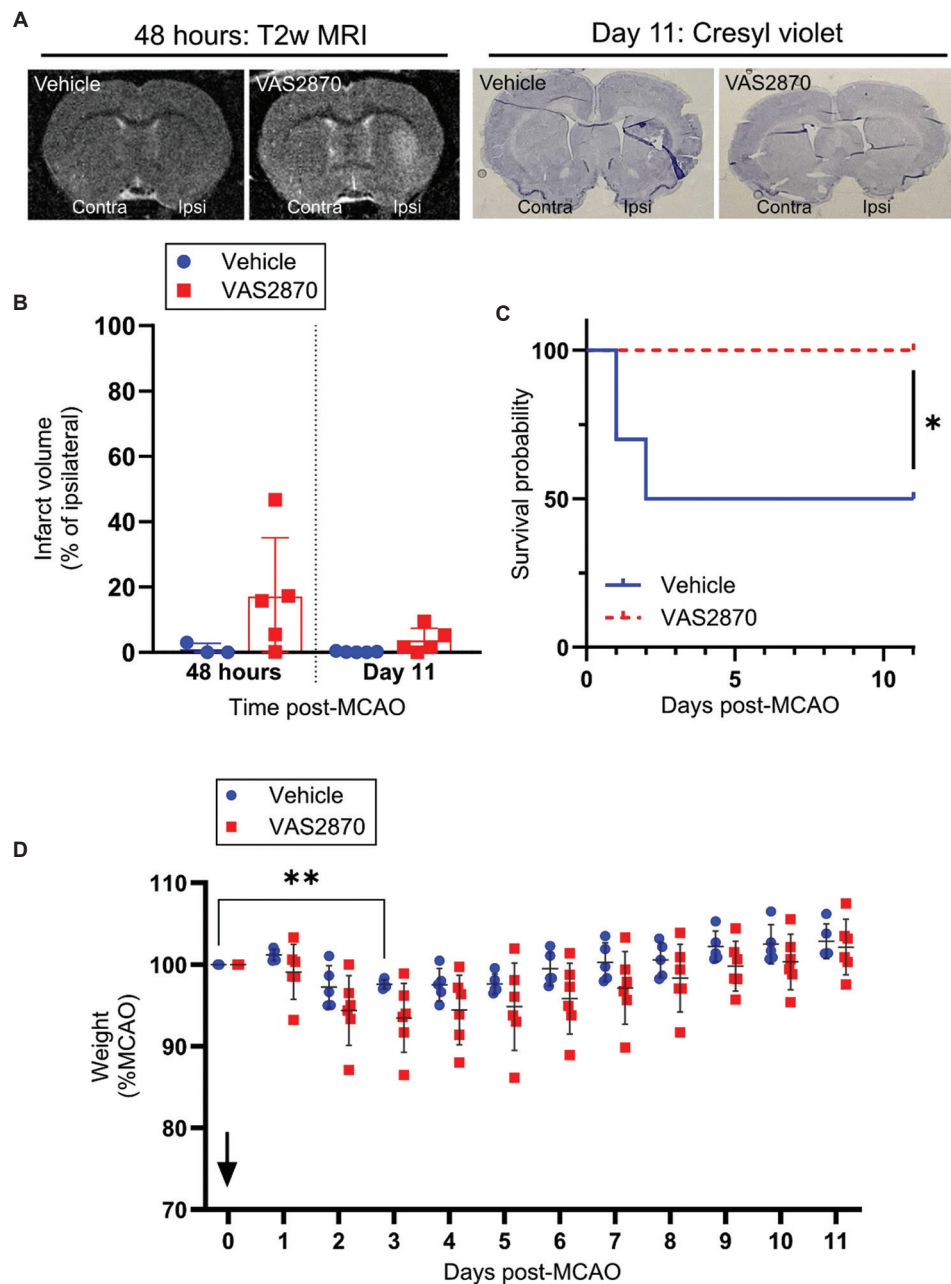 A
48 hours: T2w MRI
Day 11: Cresyl violet
Vehicle
VAS2870
Vehicle
VAS2870
Contra Ipsi
Contra Ipsi
Contra Ipsi
Contra Ipsi
B
Vehicle
VAS2870
Infarct volume
(% of ipsilateral)
100
80
60
40
20
0
48 hours Day 11
Time post-MCAO
C
Survival probability
100
50
0
*
Vehicle
VAS2870
0 5 10
Days post-MCAO
D
Vehicle
VAS2870
**
Weight
(%MCAO)
110
100
90
80
70
0 1 2 3 4 5 6 7 8 9 10 11
Days post-MCAO